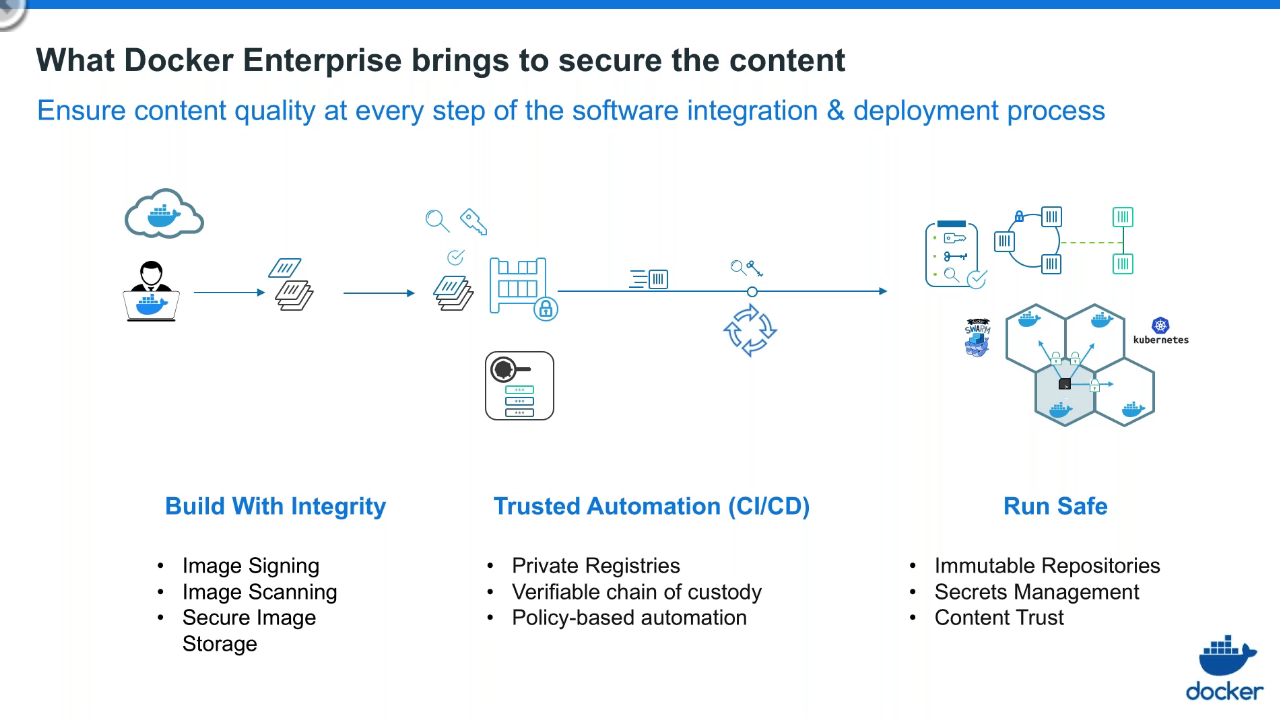 What Docker Enterprise brings to secure the content
Ensure content quality at every step of the software integration & deployment process
SWARM
kubernetes
Build With Integrity
• Image Signing
• Image Scanning
• Secure Image
Storage
Trusted Automation (CI/CD)
• Private Registries
• Verifiable chain of custody
• Policy-based automation
Run Safe
• Immutable Repositories
• Secrets Management
• Content Trust
docker